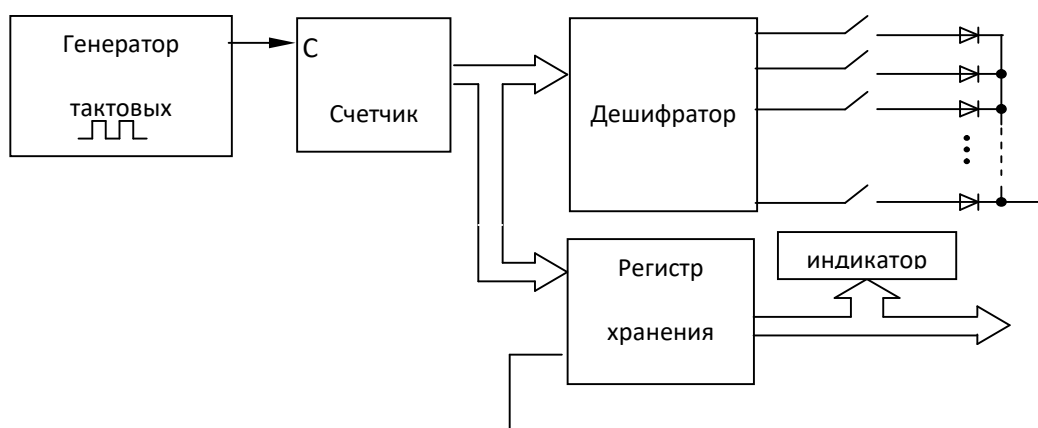 Генератор
тактовых
С
Счетчик
Дешифратор
Регистр
хранения
индикатор